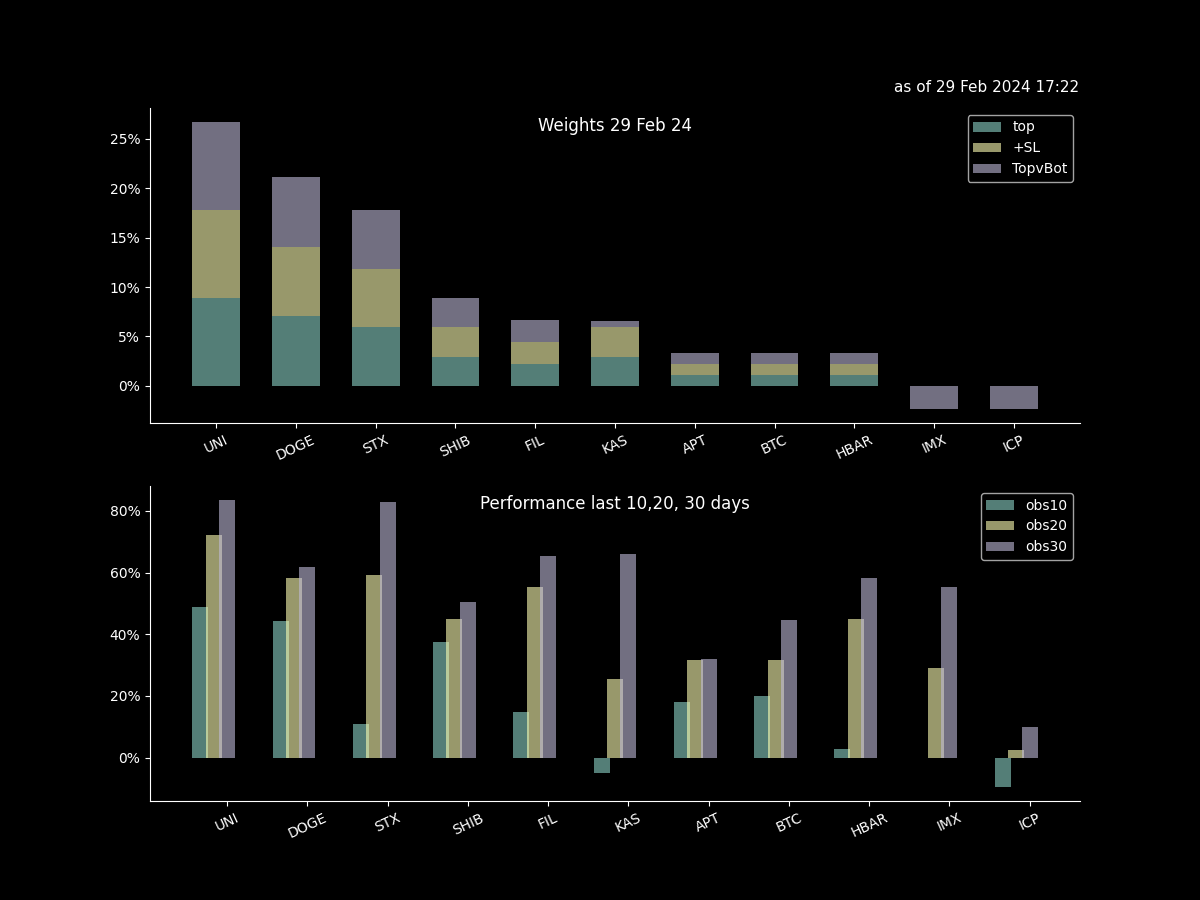 as of 29 Feb 2024 17:22
Weights 29 Feb 24
top
+SL
TopvBot
25%
20%
15%
10%
5%
0%
UNI DOGE STX SHIB FIL KAS APT BTC HBAR IMX ICP
Performance last 10,20, 30 days
obs10
obs20
obs30
80%
60%
40%
20%
0%
UNI DOGE STX SHIB FIL KAS APT BTC HBAR IMX ICP